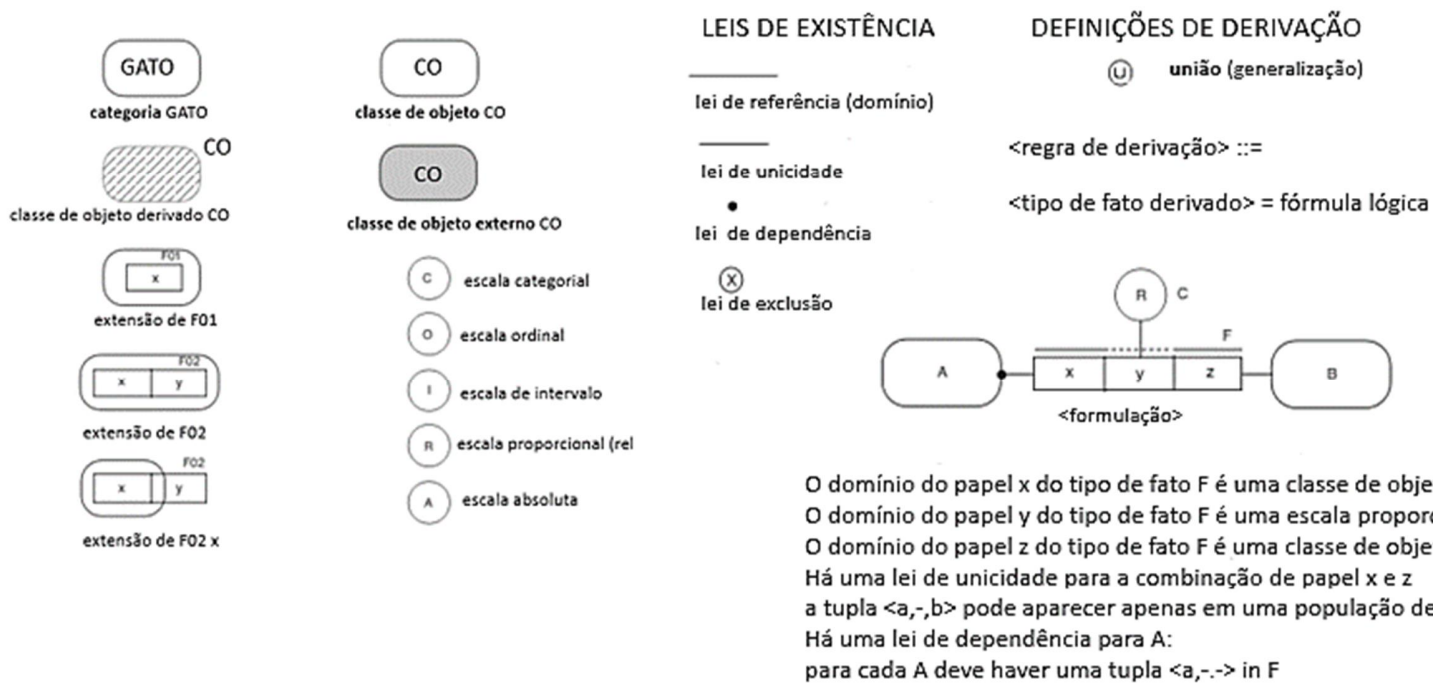 GATO
categoria GATO
CO
classe de objeto derivado CO
F01
x
extensão de F01
F02
x y
extensão de F02
F02
x y
extensão de F02 x
CO
classe de objeto CO
CO
classe de objeto externo CO
C escala categorial
O escala ordinal
I escala de intervalo
R escala proporcional (rel
A escala absoluta
LEIS DE EXISTÊNCIA
lei de referência (domínio)
lei de unicidade
lei de dependência
X
lei de exclusão
DEFINIÇÕES DE DERIVAÇÃO
U união (generalização)
<regra de derivação> ::=
<tipo de fato derivado> = fórmula lógica
R C
F
A x y z B
<formulação>
O domínio do papel x do tipo de fato F é uma classe de obje
O domínio do papel y do tipo de fato F é uma escala propor
O domínio do papel z do tipo de fato F é uma classe de obje
Há uma lei de unicidade para a combinação de papel x e z
a tupla <a,-,b> pode aparecer apenas em uma população de
Há uma lei de dependência para A:
para cada A deve haver uma tupla <a,-.-> in F